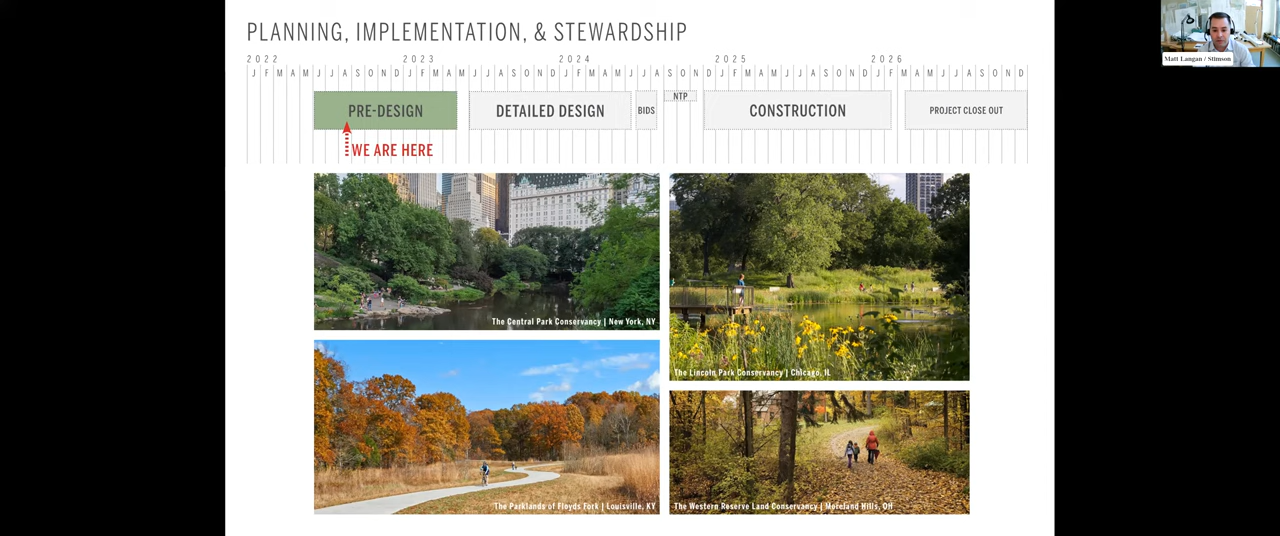 PLANNING, IMPLEMENTATION, & STEWARDSHIP
2022 2023 2024 2025 2026
J F M A M J J A S O N D J F M A M J J A S O N D J F M A M J J A S O N D J F M A M J J A S O N D J F M A M J J A S O N D
PRE-DESIGN DETAILED DESIGN BIDS NTP CONSTRUCTION PROJECT CLOSE OUT
WE ARE HERE
The Central Park Conservancy | New York, NY
The Lincoln Park Conservancy | Chicago, IL
The Parklands of Floyds Fork | Louisville, KY
The Western Reserve Land Conservancy | Moreland Hills, OH
Matt Langan / Stimson